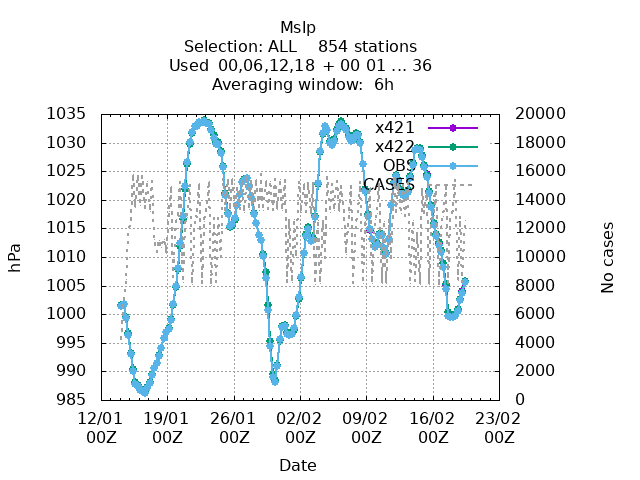 Mslp
Selection: ALL    854 stations
Used  00,06,12,18  + 00 01 ... 36
Averaging window:  6h
1035
1030
1025
1020
1015
1010
1005
1000
995
990
985
hPa
20000
18000
16000
14000
12000
10000
8000
6000
4000
2000
0
No cases
x421
x422
OBS
CASES
12/01 19/01 26/01 02/02 09/02 16/02 23/02
00Z 00Z 00Z 00Z 00Z 00Z 00Z
Date